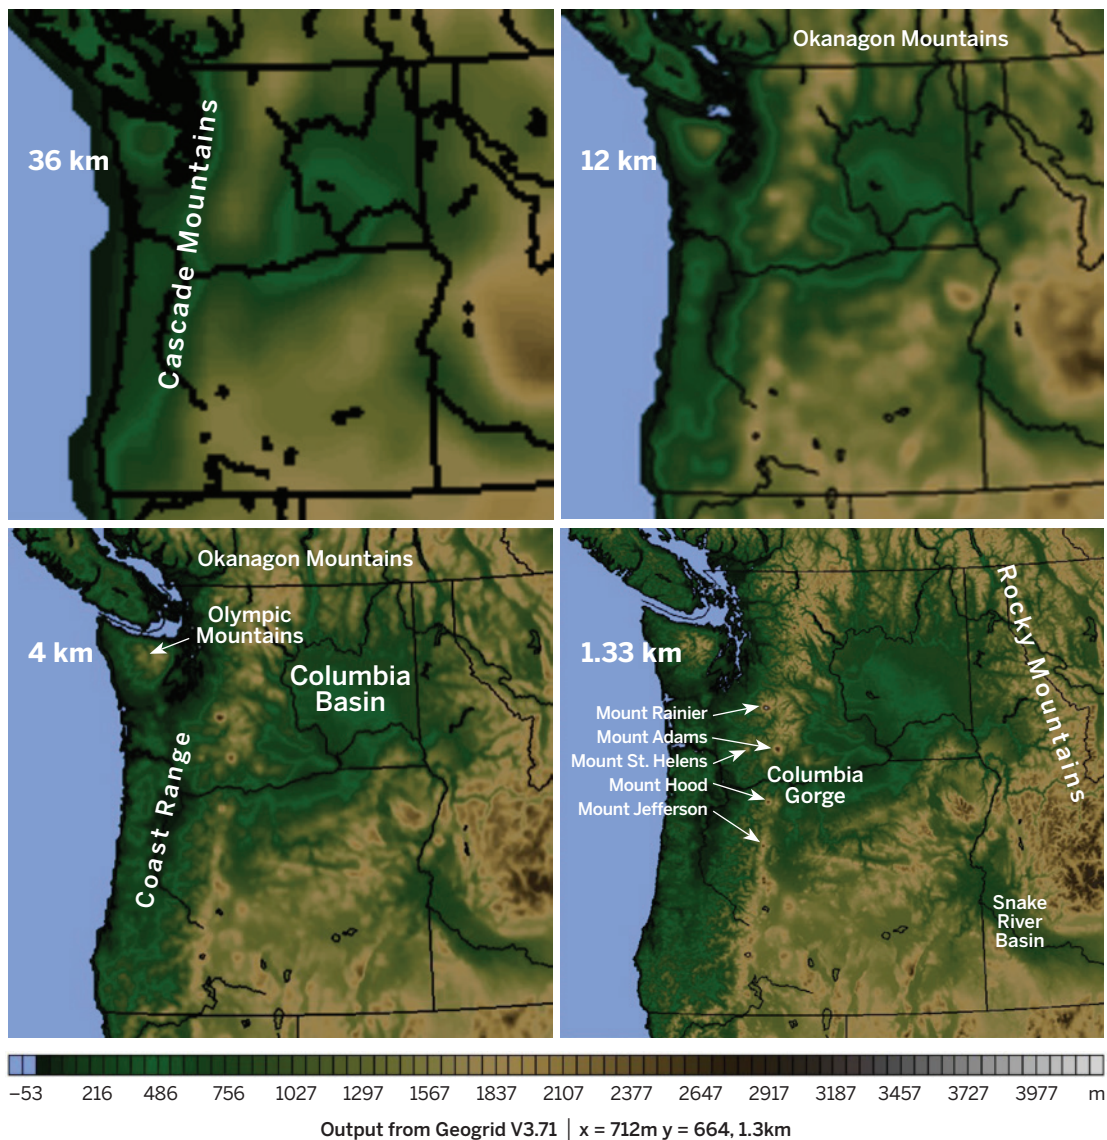 36 km
Cascade Mountains
Okanagon Mountains
12 km
Okanagon Mountains
Olympic
Mountains
4 km
Columbia
Basin
Coast Range
1.33 km
Rocky Mountains
Mount Rainier
Mount Adams
Mount St. Helens
Mount Hood
Mount Jefferson
Columbia
Gorge
Snake
River
Basin
−53 216 486 756 1027 1297 1567 1837 2107 2377 2647 2917 3187 3457 3727 3977 m
Output from Geogrid V3.71 | x = 712m y = 664, 1.3km